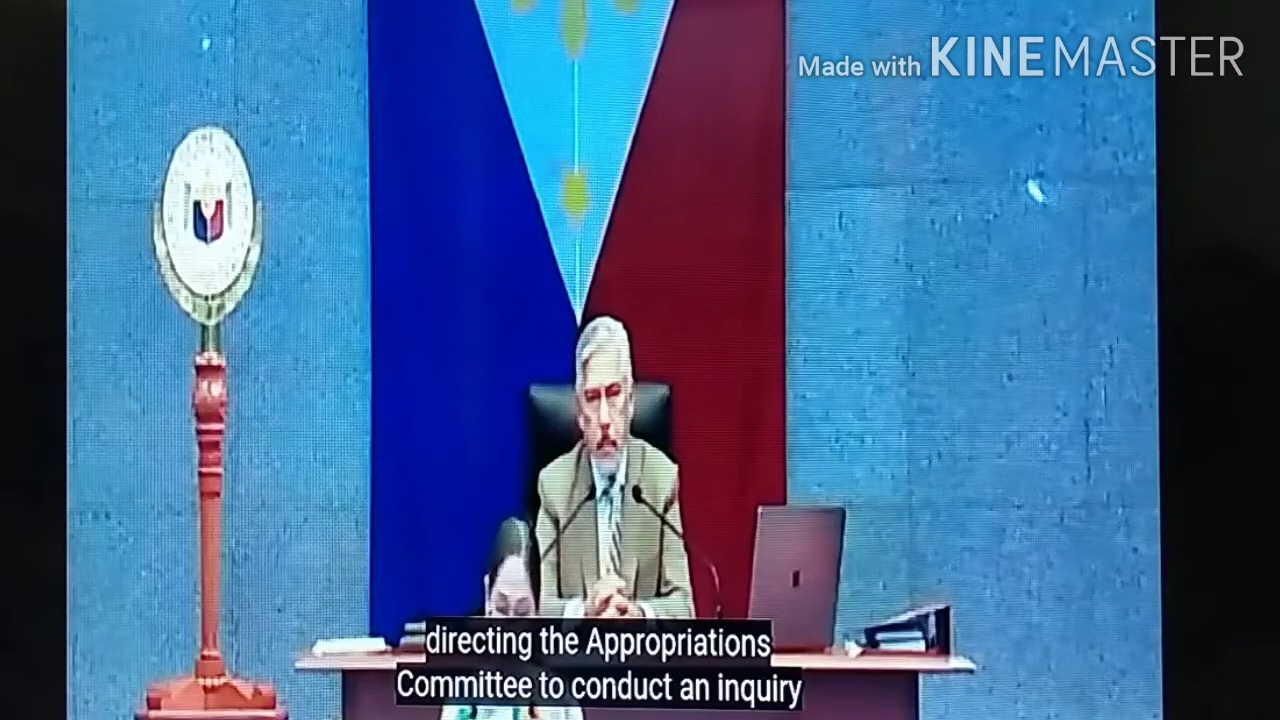 Made with KINEMASTER
directing the Appropriations
Committee to conduct an inquiry